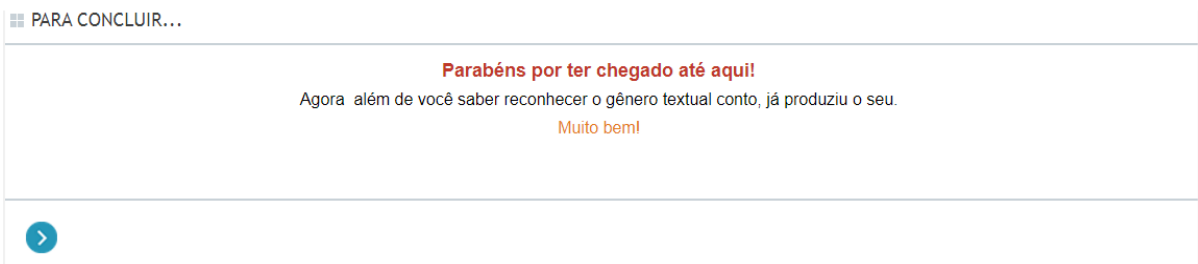 PARA CONCLUIR...
Parabéns por ter chegado até aqui!
Agora além de você saber reconhecer o gênero textual conto, já produziu o seu.
Muito bem!